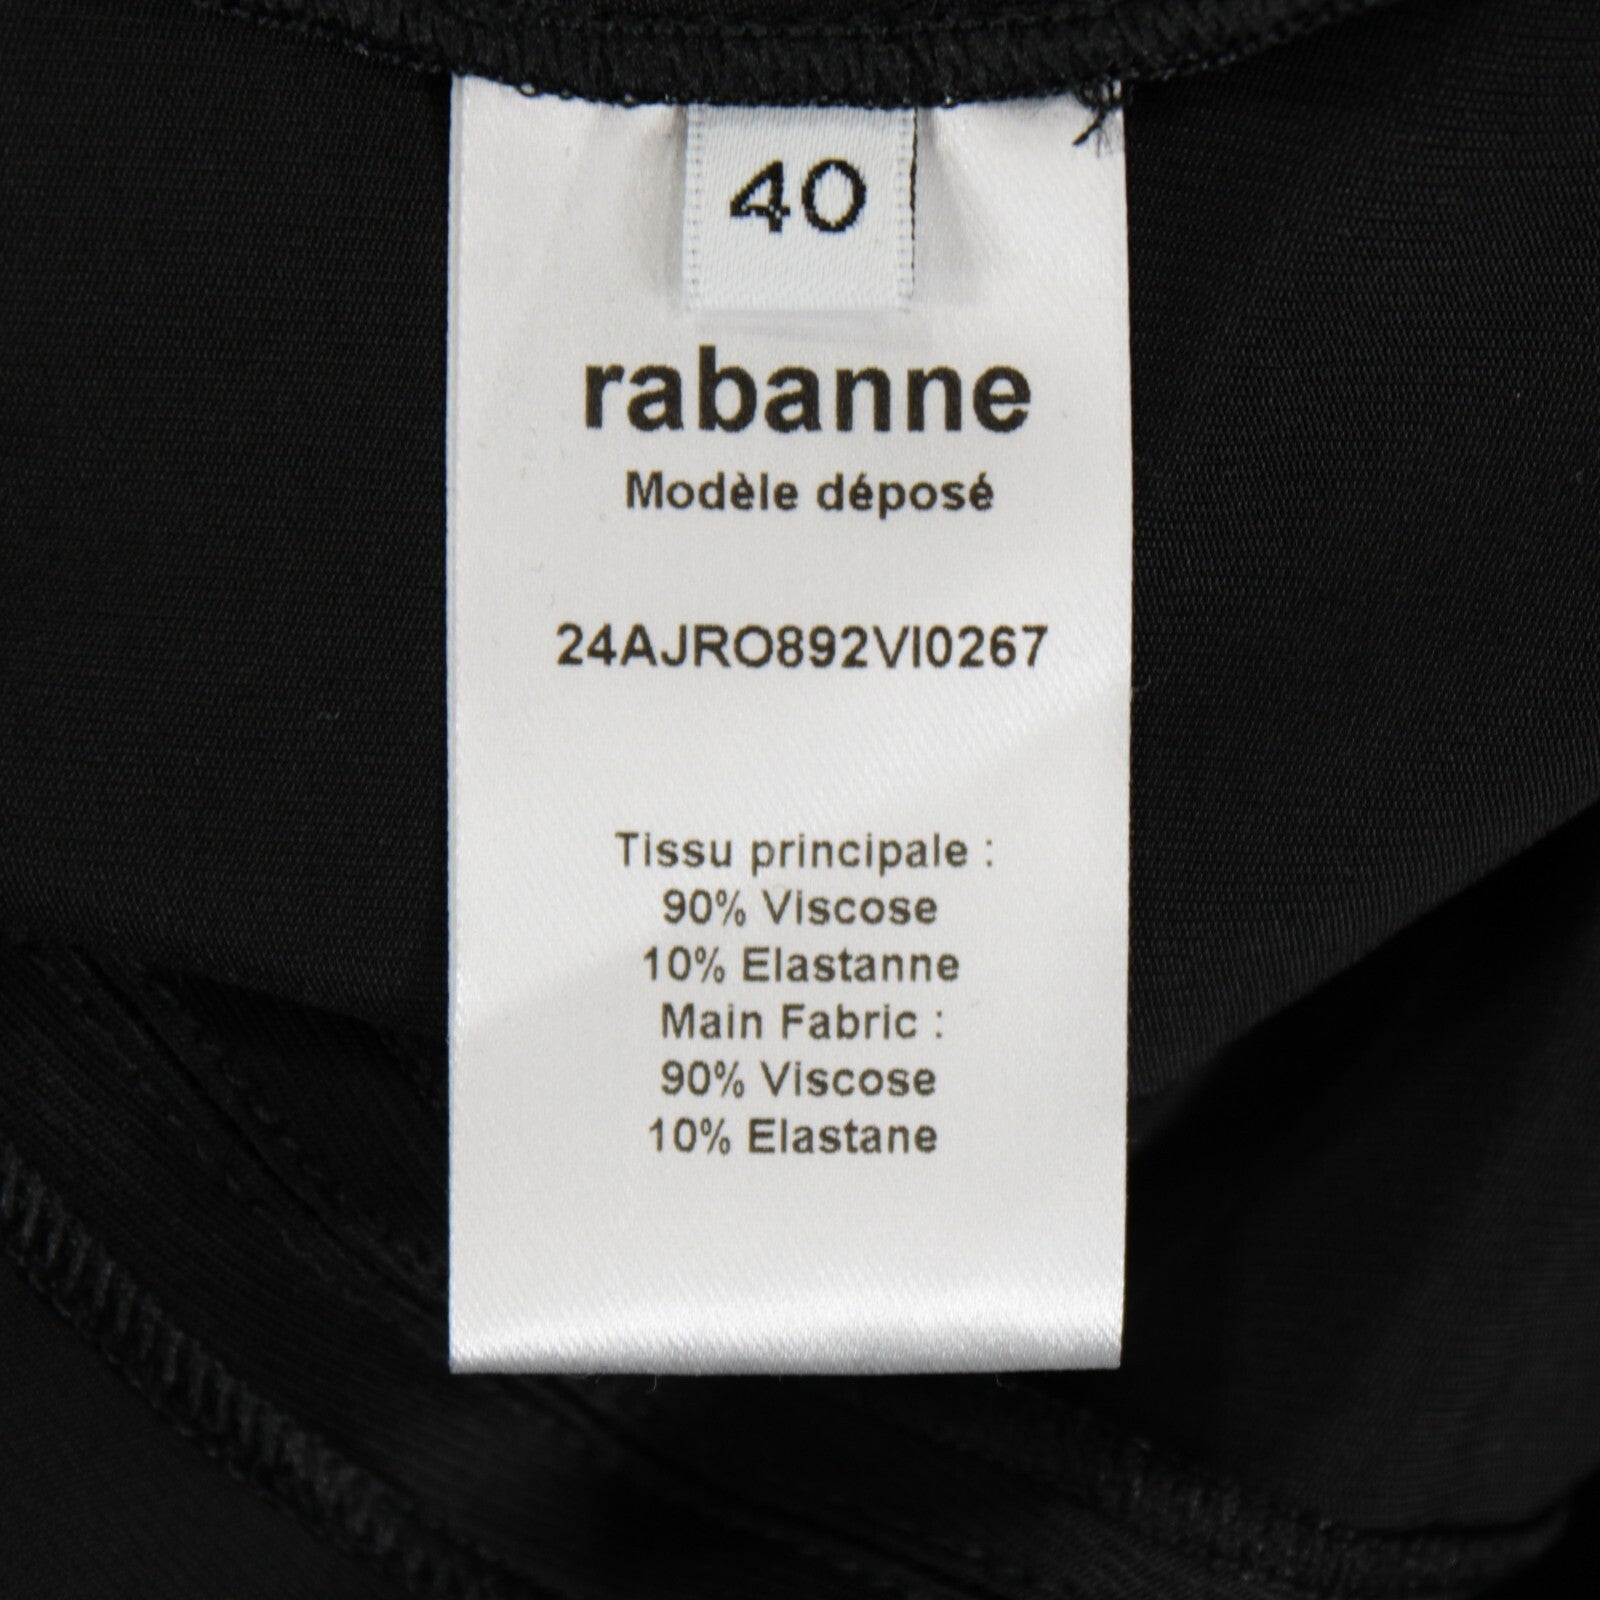 40
rabanne
Modèle déposé
24AJRO892VI0267
Tissu principale :
90% Viscose
10% Elastanne
Main Fabric :
90% Viscose
10% Elastane